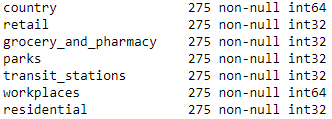 country 275 non-null int64
retail 275 non-null int32
grocery_and_pharmacy 275 non-null int32
parks 275 non-null int32
transit_stations 275 non-null int32
workplaces 275 non-null int64
residential 275 non-null int32